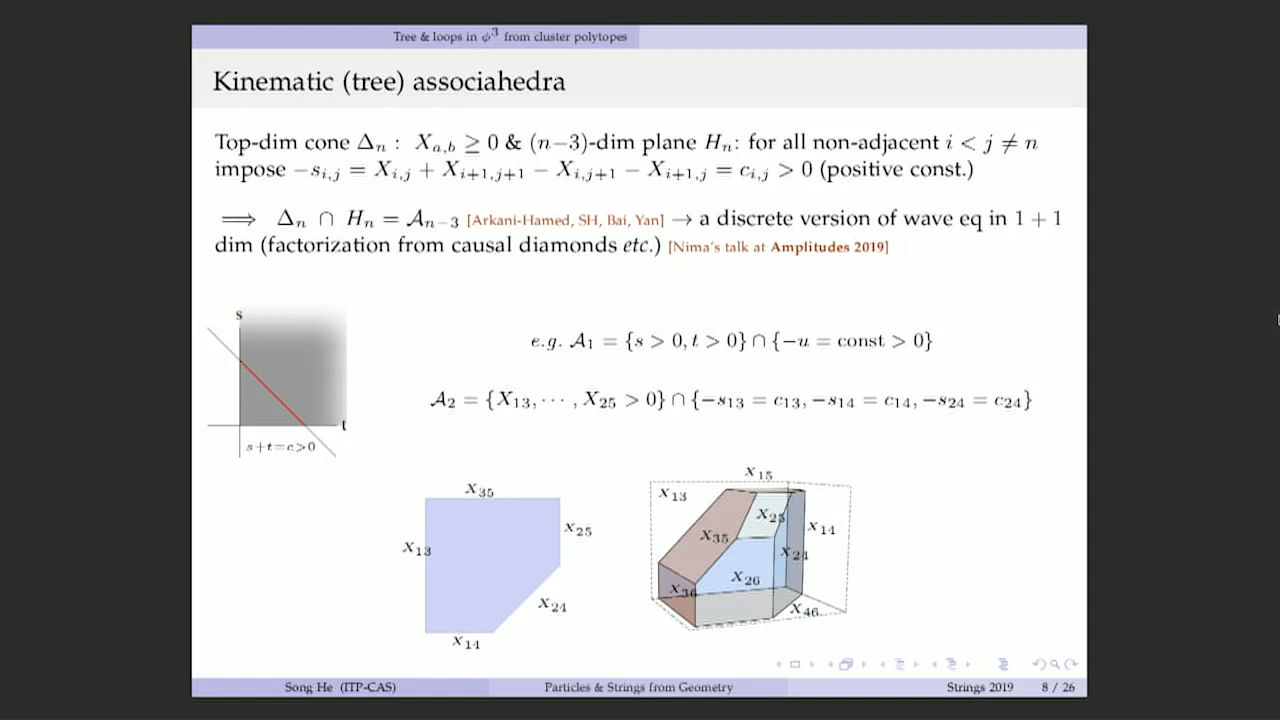 Tree & loops in ϕ³ from cluster polytopes
Kinematic (tree) associahedra
Top-dim cone Δₙ : X_{a,b} ≥ 0 & (n−3)-dim plane Hₙ: for all non-adjacent i < j ≠ n
impose −s_{i,j} = X_{i,j} + X_{i+1,j+1} − X_{i,j+1} − X_{i+1,j} = c_{i,j} > 0 (positive const.)
⟹ Δₙ ∩ Hₙ = 𝒜_{n−3} [Arkani-Hamed, SH, Bai, Yan] → a discrete version of wave eq in 1 + 1
dim (factorization from causal diamonds etc.) [Nima's talk at Amplitudes 2019]
s
t
s+t=c>0
e.g. 𝒜₁ = {s > 0, t > 0} ∩ {−u = const > 0}
𝒜₂ = {X₁₃, ⋯ , X₂₅ > 0} ∩ {−s₁₃ = c₁₃, −s₁₄ = c₁₄, −s₂₄ = c₂₄}
X₃₅
X₂₅
X₁₃
X₂₄
X₁₄
X₁₅
X₁₃
X₂₅
X₁₄
X₃₅
X₂₄
X₂₆
X₃₆
X₄₆
Song He (ITP-CAS)
Particles & Strings from Geometry
Strings 2019
8 / 26